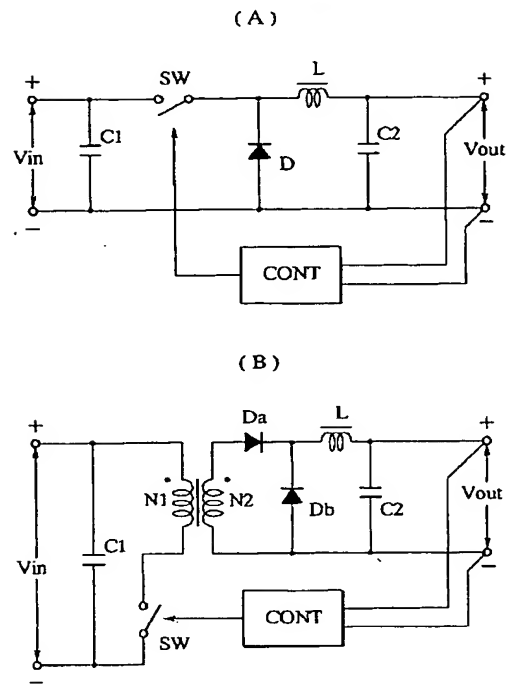 ( A )
+ SW L +
C1 C2
Vin D Vout
− −
CONT
( B )
+ Da L +
N1 N2 Db C2 Vout
C1
Vin −
CONT
SW
−